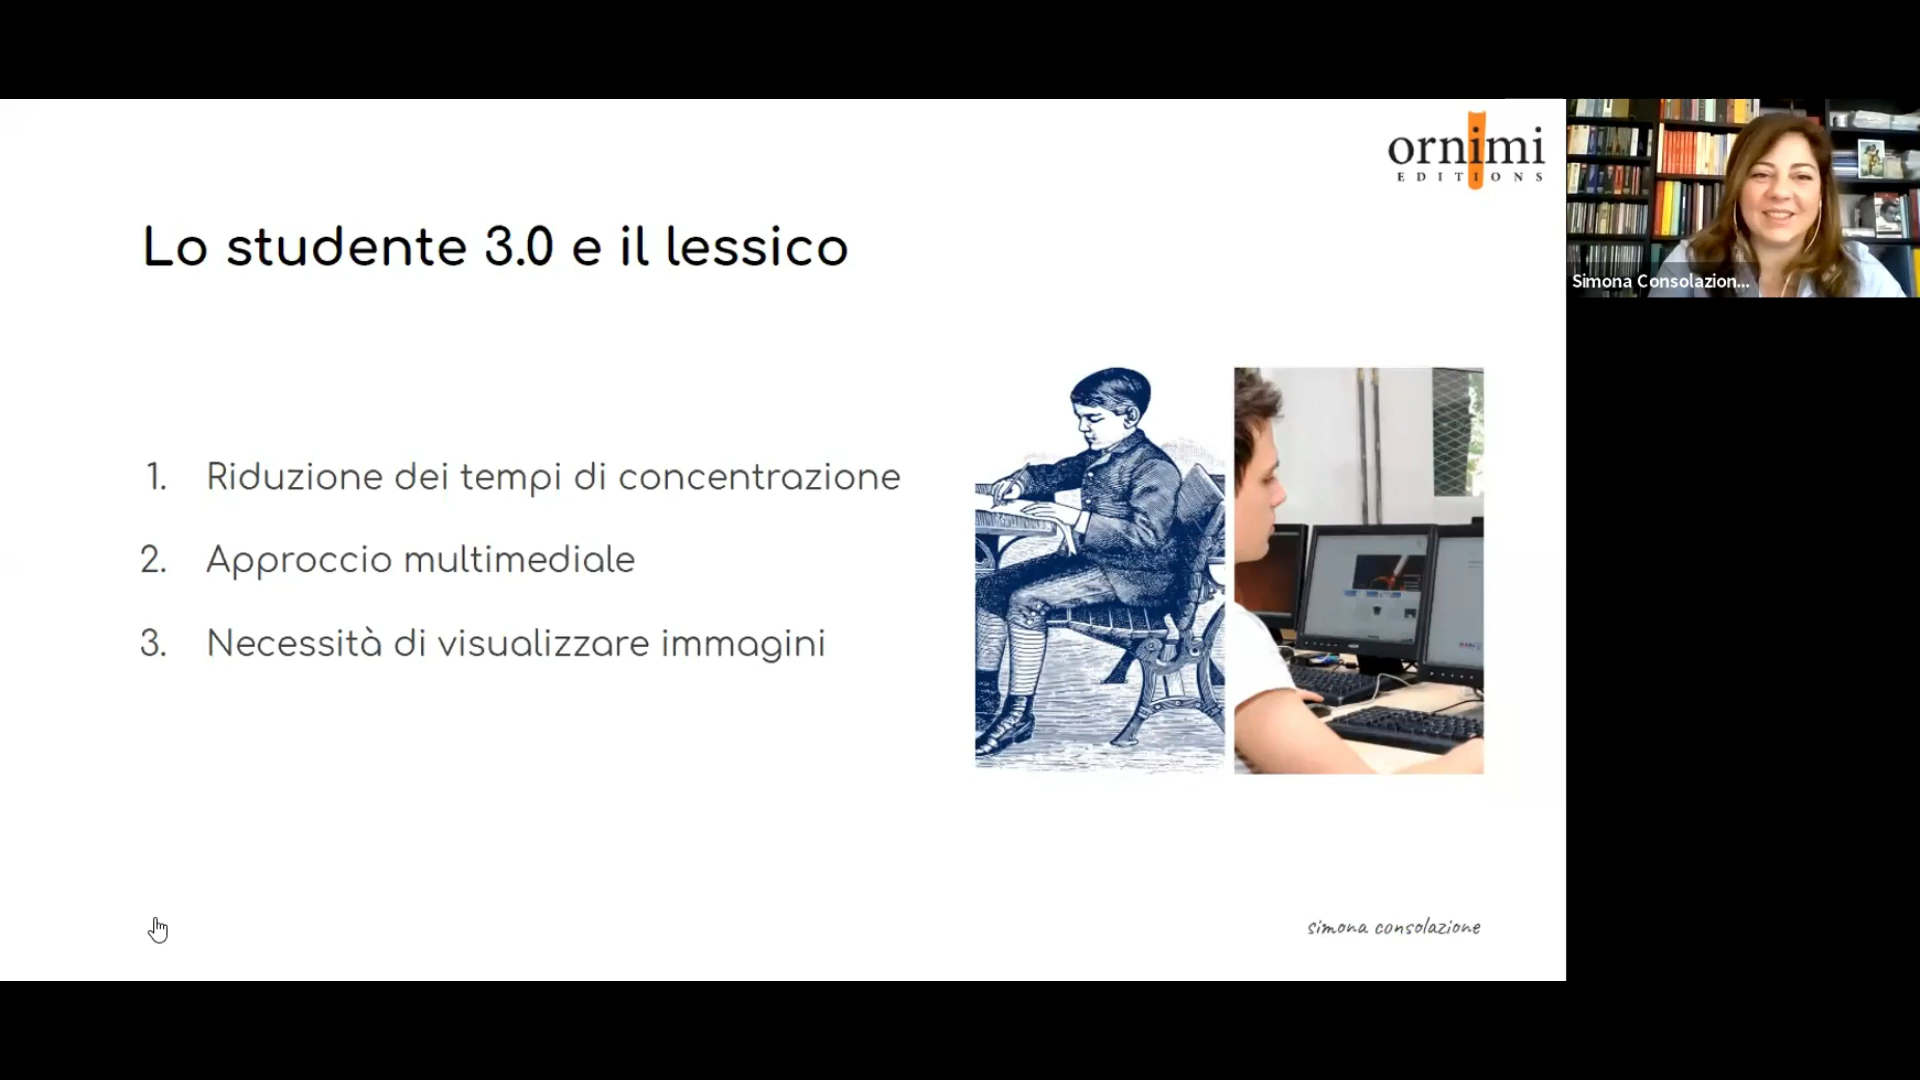 ornimi
EDITIONS
Lo studente 3.0 e il lessico
1. Riduzione dei tempi di concentrazione
2. Approccio multimediale
3. Necessità di visualizzare immagini
simona consolazione
Simona Consolazion...